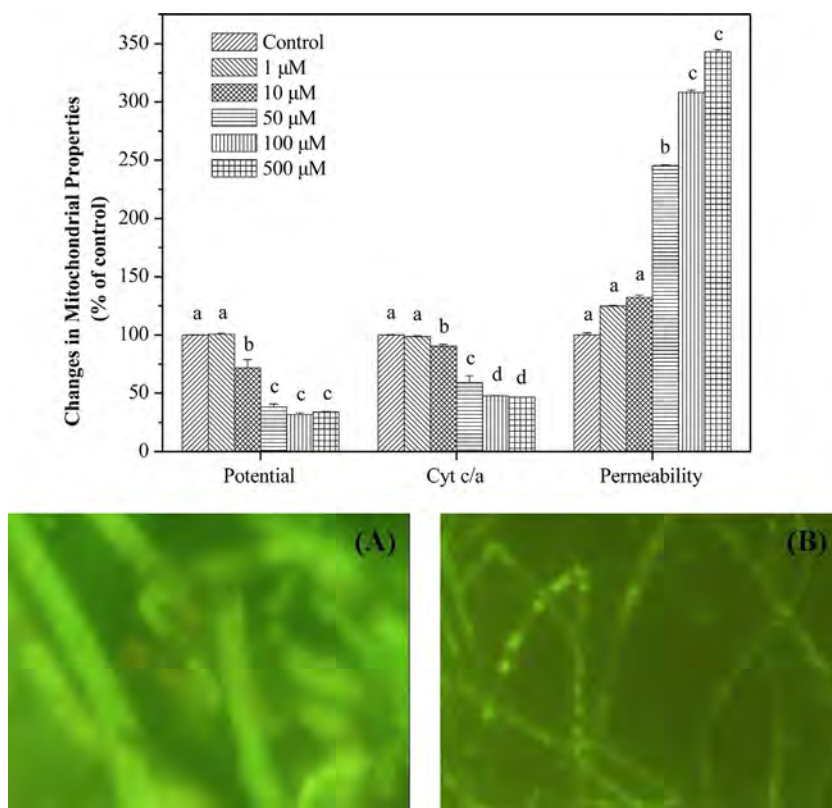 Changes in Mitochondrial Properties
(% of control)
350
300
250
200
150
100
50
0
Control
1 μM
10 μM
50 μM
100 μM
500 μM
a a b c c c
a a b c d d
a a a b c c
Potential Cyt c/a Permeability
(A) (B)